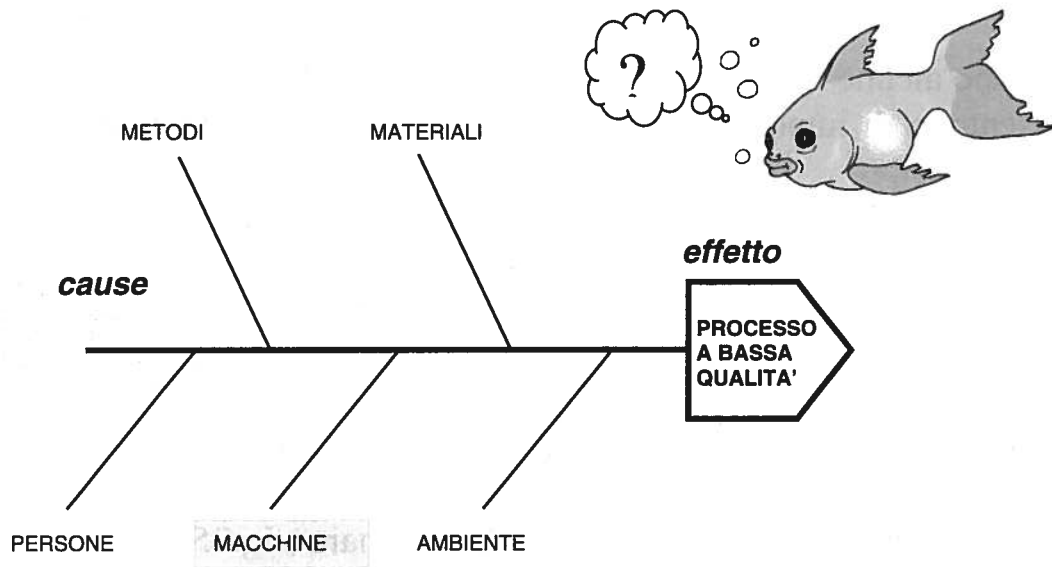 ?
METODI
MATERIALI
cause
effetto
PROCESSO
A BASSA
QUALITA'
PERSONE
MACCHINE
AMBIENTE